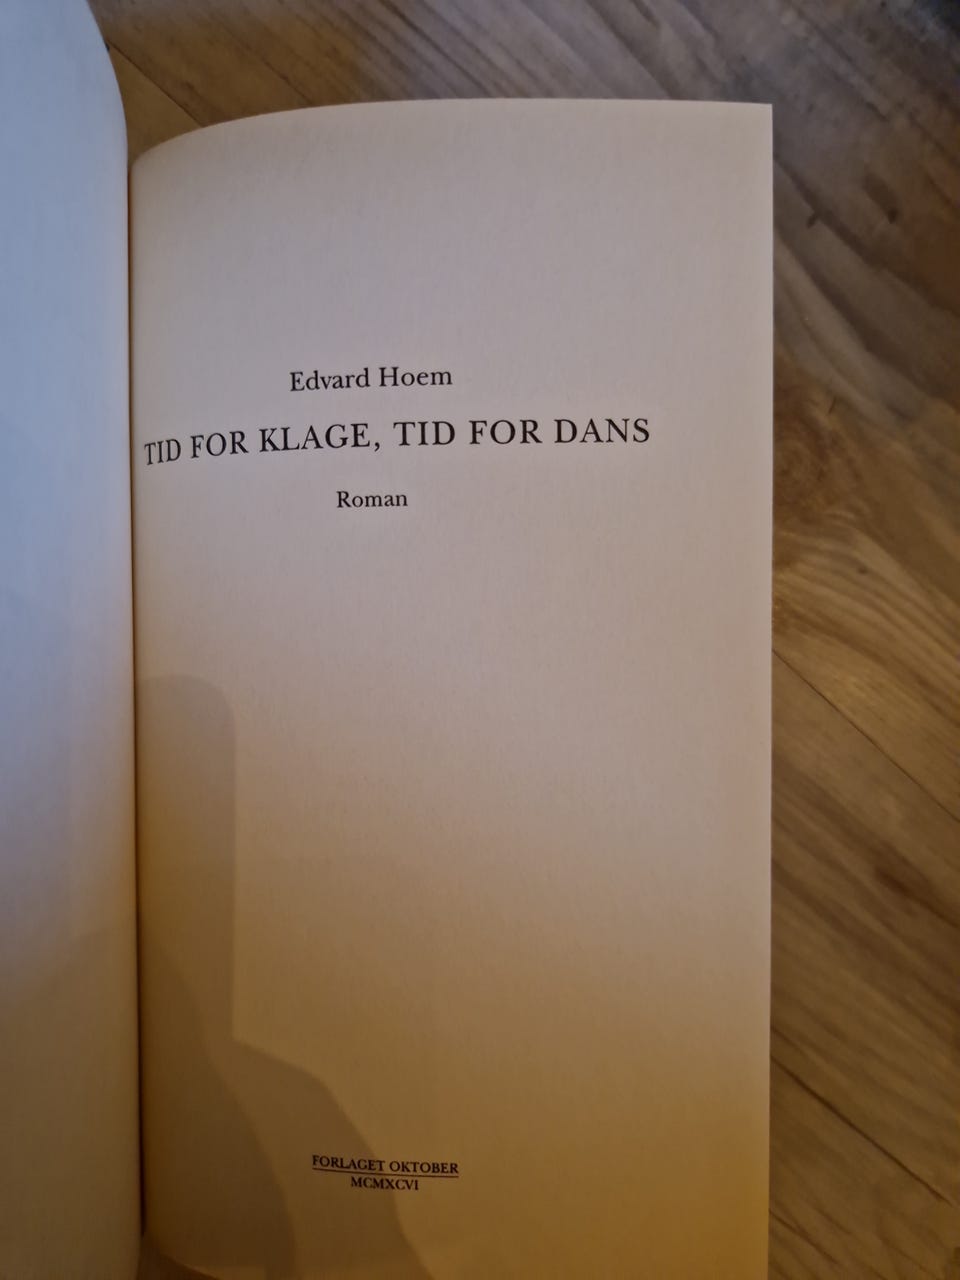 Edvard Hoem
TID FOR KLAGE, TID FOR DANS
Roman
FORLAGET OKTOBER
MCMXCVI